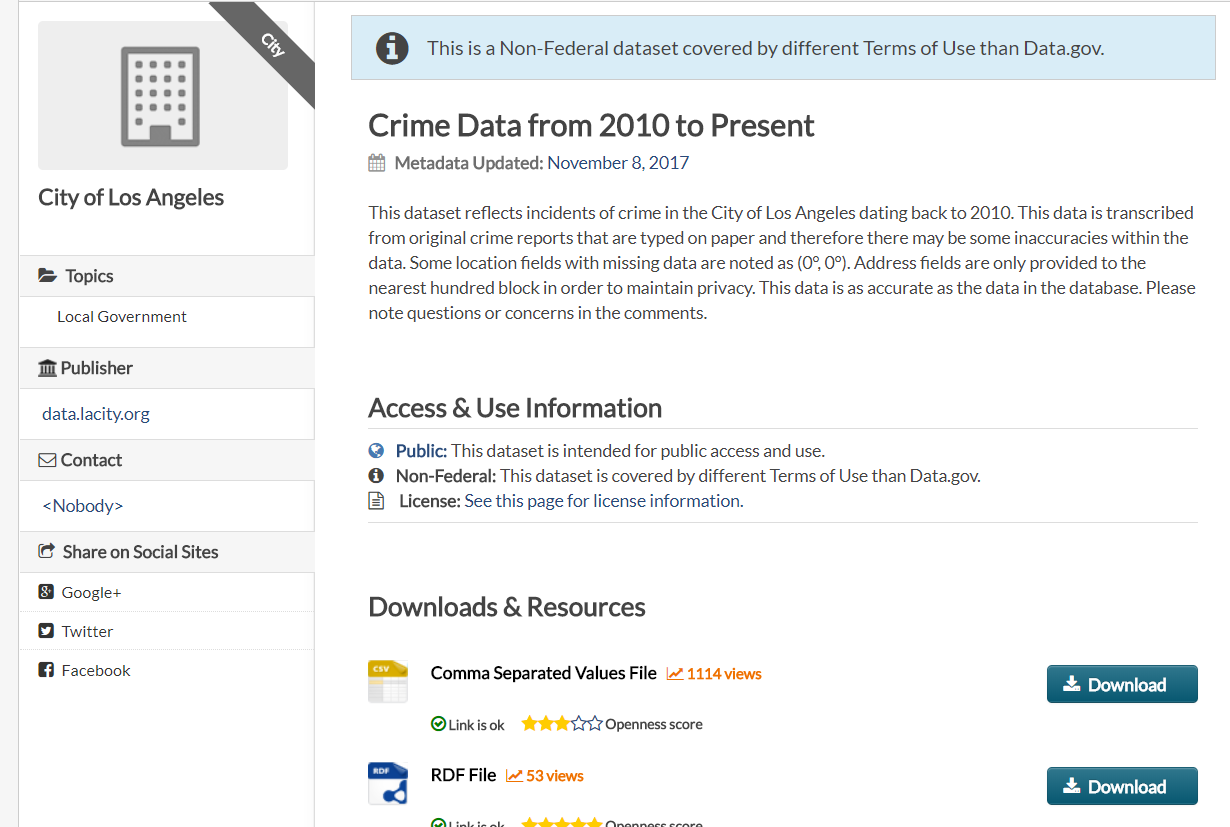 City
City of Los Angeles
Topics
Local Government
Publisher
data.lacity.org
Contact
<Nobody>
Share on Social Sites
Google+
Twitter
Facebook
This is a Non-Federal dataset covered by different Terms of Use than Data.gov.
Crime Data from 2010 to Present
Metadata Updated: November 8, 2017
This dataset reflects incidents of crime in the City of Los Angeles dating back to 2010. This data is transcribed
from original crime reports that are typed on paper and therefore there may be some inaccuracies within the
data. Some location fields with missing data are noted as (0°, 0°). Address fields are only provided to the
nearest hundred block in order to maintain privacy. This data is as accurate as the data in the database. Please
note questions or concerns in the comments.
Access & Use Information
Public: This dataset is intended for public access and use.
Non-Federal: This dataset is covered by different Terms of Use than Data.gov.
License: See this page for license information.
Downloads & Resources
CSV
Comma Separated Values File 1114 views
Download
Link is ok Openness score
RDF
RDF File 53 views
Download
Link is ok Openness score